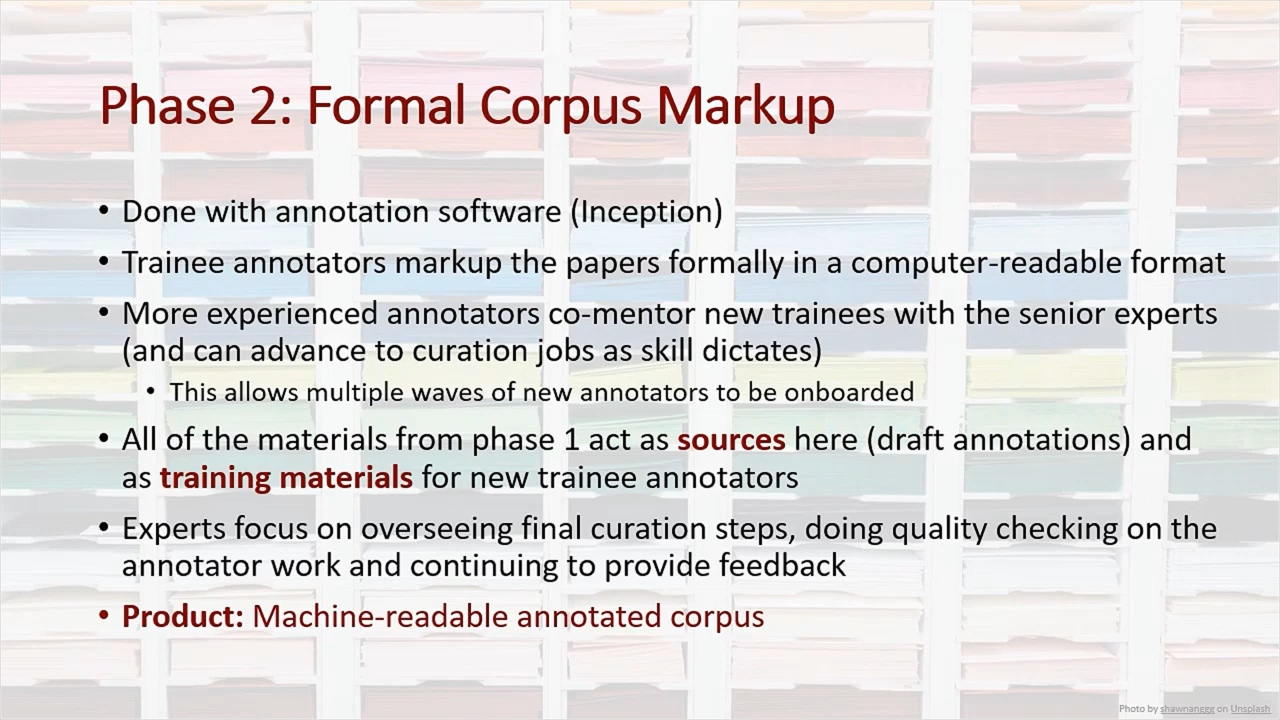 Phase 2: Formal Corpus Markup
• Done with annotation software (Inception)
• Trainee annotators markup the papers formally in a computer-readable format
• More experienced annotators co-mentor new trainees with the senior experts
(and can advance to curation jobs as skill dictates)
• This allows multiple waves of new annotators to be onboarded
• All of the materials from phase 1 act as sources here (draft annotations) and
as training materials for new trainee annotators
• Experts focus on overseeing final curation steps, doing quality checking on the
annotator work and continuing to provide feedback
• Product: Machine-readable annotated corpus
Photo by shawnanggg on Unsplash